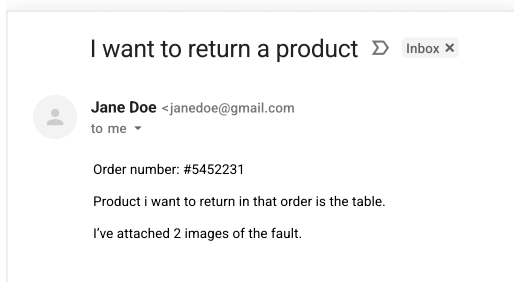 I want to return a product Inbox ×
Jane Doe <janedoe@gmail.com
to me
Order number: #5452231
Product i want to return in that order is the table.
I’ve attached 2 images of the fault.